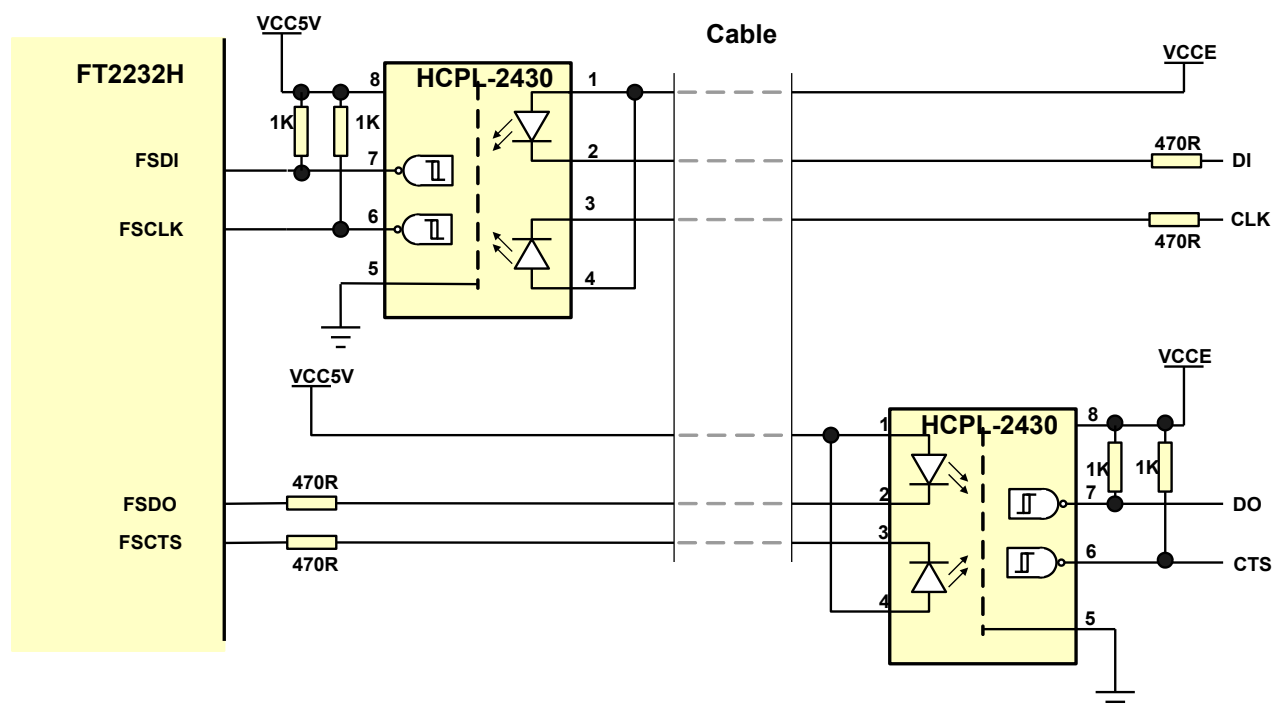 VCC5V
Cable
VCCE
FT2232H
HCPL-2430
8
1
1K
1K
FSDI
7
2
470R
DI
FSCLK
6
3
CLK
470R
5
4
VCC5V
VCCE
1
HCPL-2430
8
1K
1K
470R
FSDO
2
7
DO
FSCTS
3
6
CTS
470R
4
5